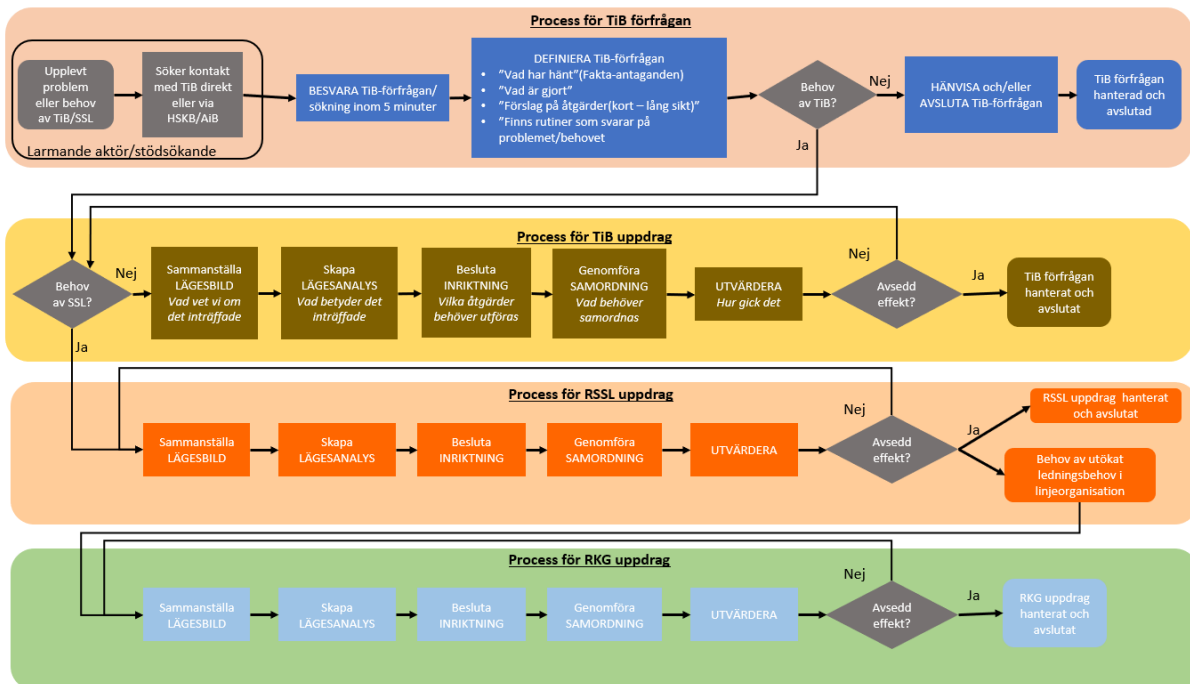 Process för TiB förfrågan
Upplevt
problem
eller behov
av TiB/SSL
Söker kontakt
med TiB direkt
eller via
HSKB/AiB
Larmande aktör/stödsökande
BESVARA TiB-förfrågan/
sökning inom 5 minuter
DEFINIERA TiB-förfrågan
• ”Vad har hänt”(Fakta-antaganden)
• ”Vad är gjort”
• ”Förslag på åtgärder(kort – lång sikt)”
• ”Finns rutiner som svarar på
problemet/behovet
Behov
av TiB?
Nej
Ja
HÄNVISA och/eller
AVSLUTA TiB-förfrågan
TiB förfrågan
hanterad och
avslutad
Process för TiB uppdrag
Behov
av SSL?
Nej
Ja
Sammanställa
LÄGESBILD
Vad vet vi om
det inträffade
Skapa
LÄGESANALYS
Vad betyder det
inträffade
Besluta
INRIKTNING
Vilka åtgärder
behöver utföras
Genomföra
SAMORDNING
Vad behöver
samordnas
UTVÄRDERA
Hur gick det
Avsedd
effekt?
Nej
Ja
TiB förfrågan
hanterat och
avslutat
Process för RSSL uppdrag
Sammanställa
LÄGESBILD
Skapa
LÄGESANALYS
Besluta
INRIKTNING
Genomföra
SAMORDNING
UTVÄRDERA
Avsedd
effekt?
Nej
Ja
RSSL uppdrag hanterat
och avslutat
Behov av utökat
ledningsbehov i
linjeorganisation
Process för RKG uppdrag
Sammanställa
LÄGESBILD
Skapa
LÄGESANALYS
Besluta
INRIKTNING
Genomföra
SAMORDNING
UTVÄRDERA
Avsedd
effekt?
Nej
Ja
RKG uppdrag
hanterat och
avslutat